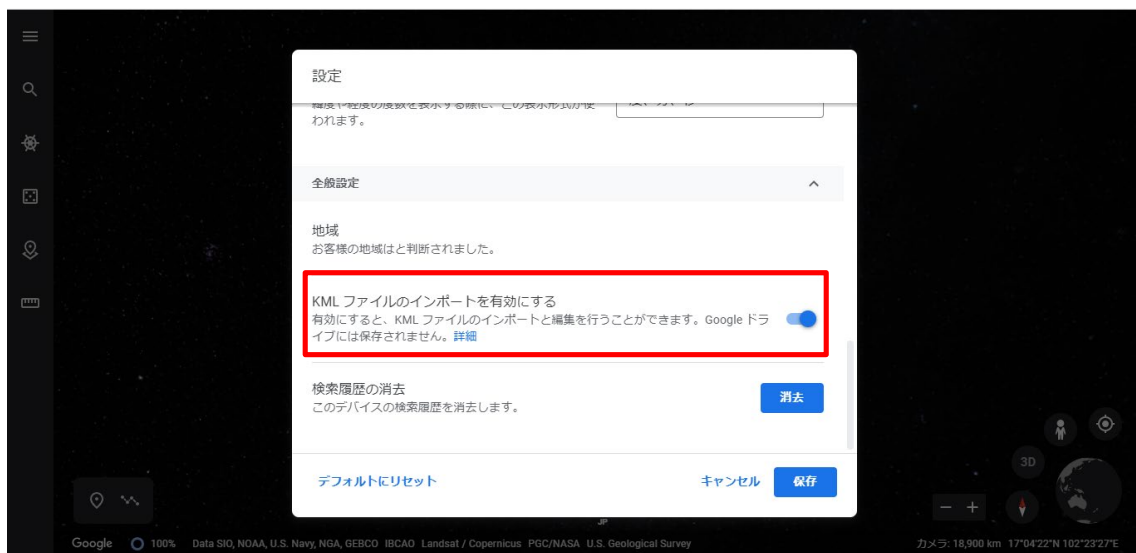 設定
緯度や経度の度数を表示する際に、この表示形式が使
われます。
全般設定
地域
お客様の地域はと判断されました。
KML ファイルのインポートを有効にする
有効にすると、KML ファイルのインポートと編集を行うことができます。Google ドラ
イブには保存されません。詳細
検索履歴の消去
このデバイスの検索履歴を消去します。
消去
デフォルトにリセット
キャンセル
保存
3D
JP
Google
100%
Data SIO, NOAA, U.S. Navy, NGA, GEBCO IBCAO Landsat / Copernicus PGC/NASA U.S. Geological Survey
カメラ: 18,900 km 17°04'22"N 102°23'27"E